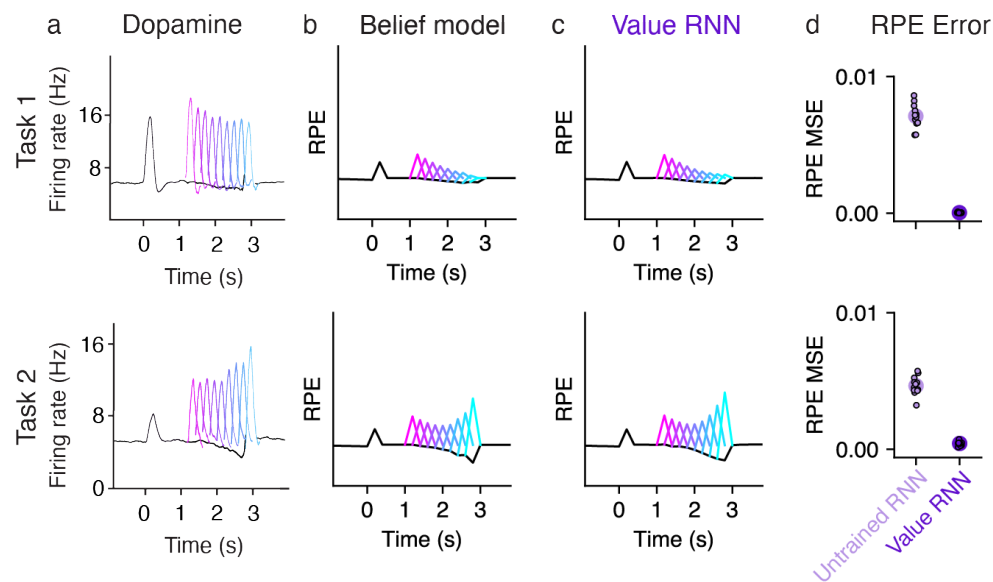 a Dopamine
b Belief model
c Value RNN
d RPE Error
Task 1
Firing rate (Hz)
16
8
0 1 2 3
Time (s)
RPE
0 1 2 3
Time (s)
RPE
0 1 2 3
Time (s)
RPE MSE
0.01
0.00
Task 2
Firing rate (Hz)
16
8
0
0 1 2 3
Time (s)
RPE
0 1 2 3
Time (s)
RPE
0 1 2 3
Time (s)
RPE MSE
0.01
0.00
Untrained RNN
Value RNN